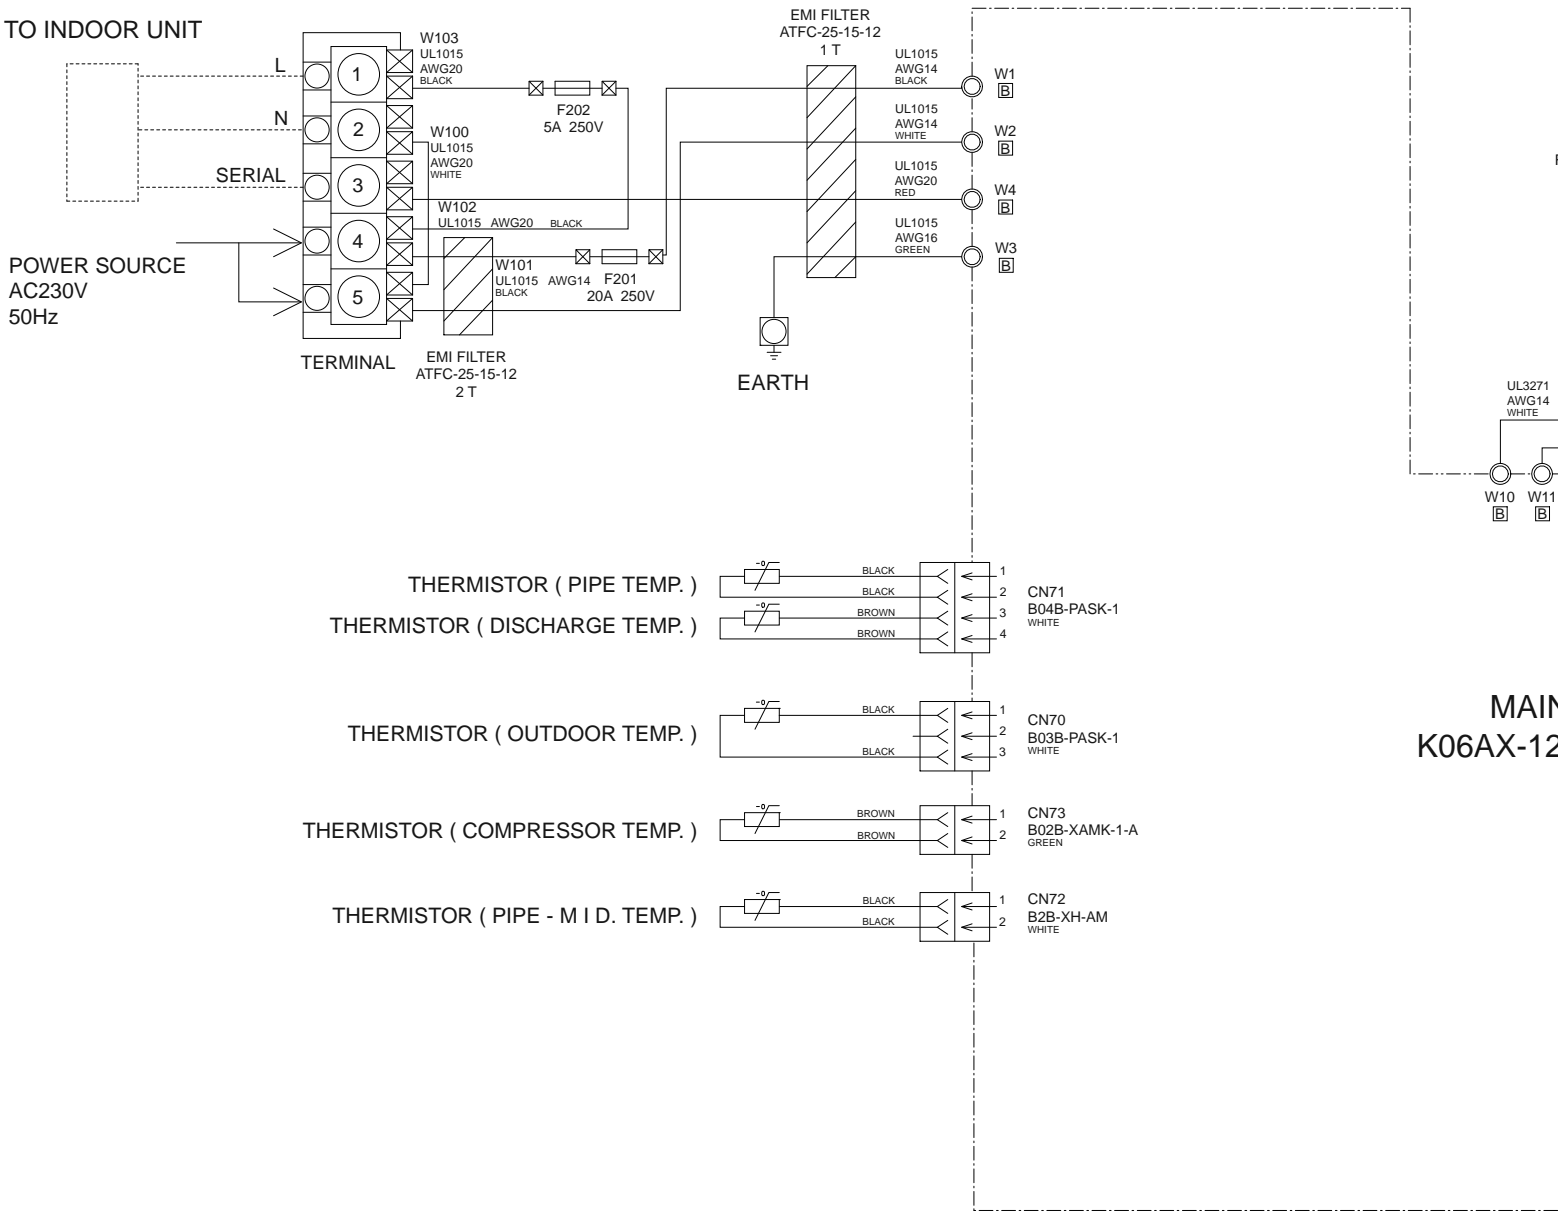 TO INDOOR UNIT
L
N
SERIAL
POWER SOURCE
AC230V
50Hz
1
2
3
4
5
TERMINAL
W103
UL1015
AWG20
BLACK
F202
5A 250V
W100
UL1015
AWG20
WHITE
W102
UL1015 AWG20 BLACK
W101
UL1015 AWG14
BLACK
F201
20A 250V
EMI FILTER
ATFC-25-15-12
2 T
EMI FILTER
ATFC-25-15-12
1 T
EARTH
UL1015
AWG14
BLACK
W1
B
UL1015
AWG14
WHITE
W2
B
UL1015
AWG20
RED
W4
B
UL1015
AWG16
GREEN
W3
B
UL3271
AWG14
WHITE
W10 W11
B B
THERMISTOR ( PIPE TEMP. )
BLACK 1
BLACK 2
THERMISTOR ( DISCHARGE TEMP. )
BROWN 3
BROWN 4
CN71
B04B-PASK-1
WHITE
THERMISTOR ( OUTDOOR TEMP. )
BLACK 1
2
BLACK 3
CN70
B03B-PASK-1
WHITE
THERMISTOR ( COMPRESSOR TEMP. )
BROWN 1
BROWN 2
CN73
B02B-XAMK-1-A
GREEN
THERMISTOR ( PIPE - M I D. TEMP. )
BLACK 1
BLACK 2
CN72
B2B-XH-AM
WHITE
MAIN
K06AX-12